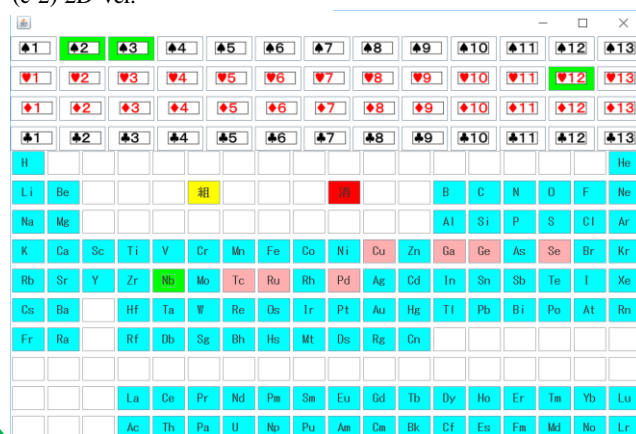 (c-2) 2D ver.
♠1 ♠2 ♠3 ♠4 ♠5 ♠6 ♠7 ♠8 ♠9 ♠10 ♠11 ♠12 ♠13
♥1 ♥2 ♥3 ♥4 ♥5 ♥6 ♥7 ♥8 ♥9 ♥10 ♥11 ♥12 ♥13
♦1 ♦2 ♦3 ♦4 ♦5 ♦6 ♦7 ♦8 ♦9 ♦10 ♦11 ♦12 ♦13
♣1 ♣2 ♣3 ♣4 ♣5 ♣6 ♣7 ♣8 ♣9 ♣10 ♣11 ♣12 ♣13
H He
Li Be 組 消 B C N O F Ne
Na Mg Al Si P S Cl Ar
K Ca Sc Ti V Cr Mn Fe Co Ni Cu Zn Ga Ge As Se Br Kr
Rb Sr Y Zr Nb Mo Tc Ru Rh Pd Ag Cd In Sn Sb Te I Xe
Cs Ba Hf Ta W Re Os Ir Pt Au Hg Tl Pb Bi Po At Rn
Fr Ra Rf Db Sg Bh Hs Mt Ds Rg Cn
La Ce Pr Nd Pm Sm Eu Gd Tb Dy Ho Er Tm Yb Lu
Ac Th Pa U Np Pu Am Cm Bk Cf Es Fm Md No Lr